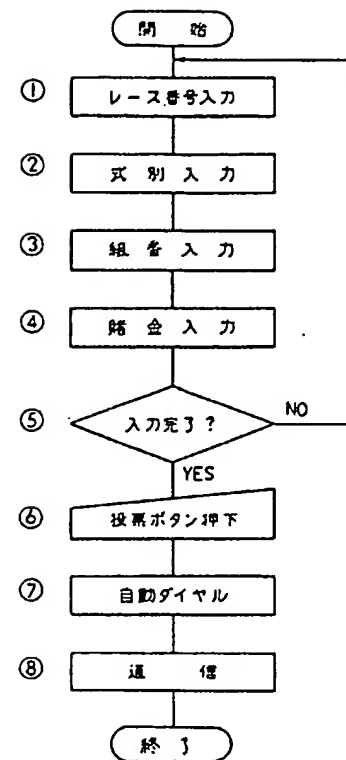 開始
① レース番号入力
② 式別入力
③ 組番入力
④ 賭金入力
⑤ 入力完了? NO
YES
⑥ 投票ボタン押下
⑦ 自動ダイヤル
⑧ 通信
終了